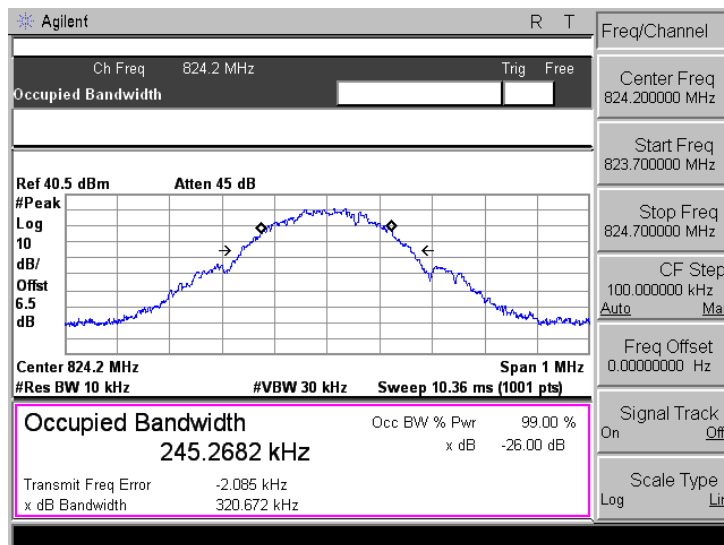 Agilent R T
Freq/Channel
Ch Freq 824.2 MHz Trig Free
Occupied Bandwidth
Center Freq
824.200000 MHz
Start Freq
823.700000 MHz
Stop Freq
824.700000 MHz
CF Step
100.000000 kHz
Auto Ma
Freq Offset
0.00000000 Hz
Signal Track
On Off
Scale Type
Log Lin
Ref 40.5 dBm Atten 45 dB
#Peak
Log
10
dB/
Offst
6.5
dB
Center 824.2 MHz Span 1 MHz
#Res BW 10 kHz #VBW 30 kHz Sweep 10.36 ms (1001 pts)
Occupied Bandwidth Occ BW % Pwr 99.00 %
245.2682 kHz x dB -26.00 dB
Transmit Freq Error -2.085 kHz
x dB Bandwidth 320.672 kHz